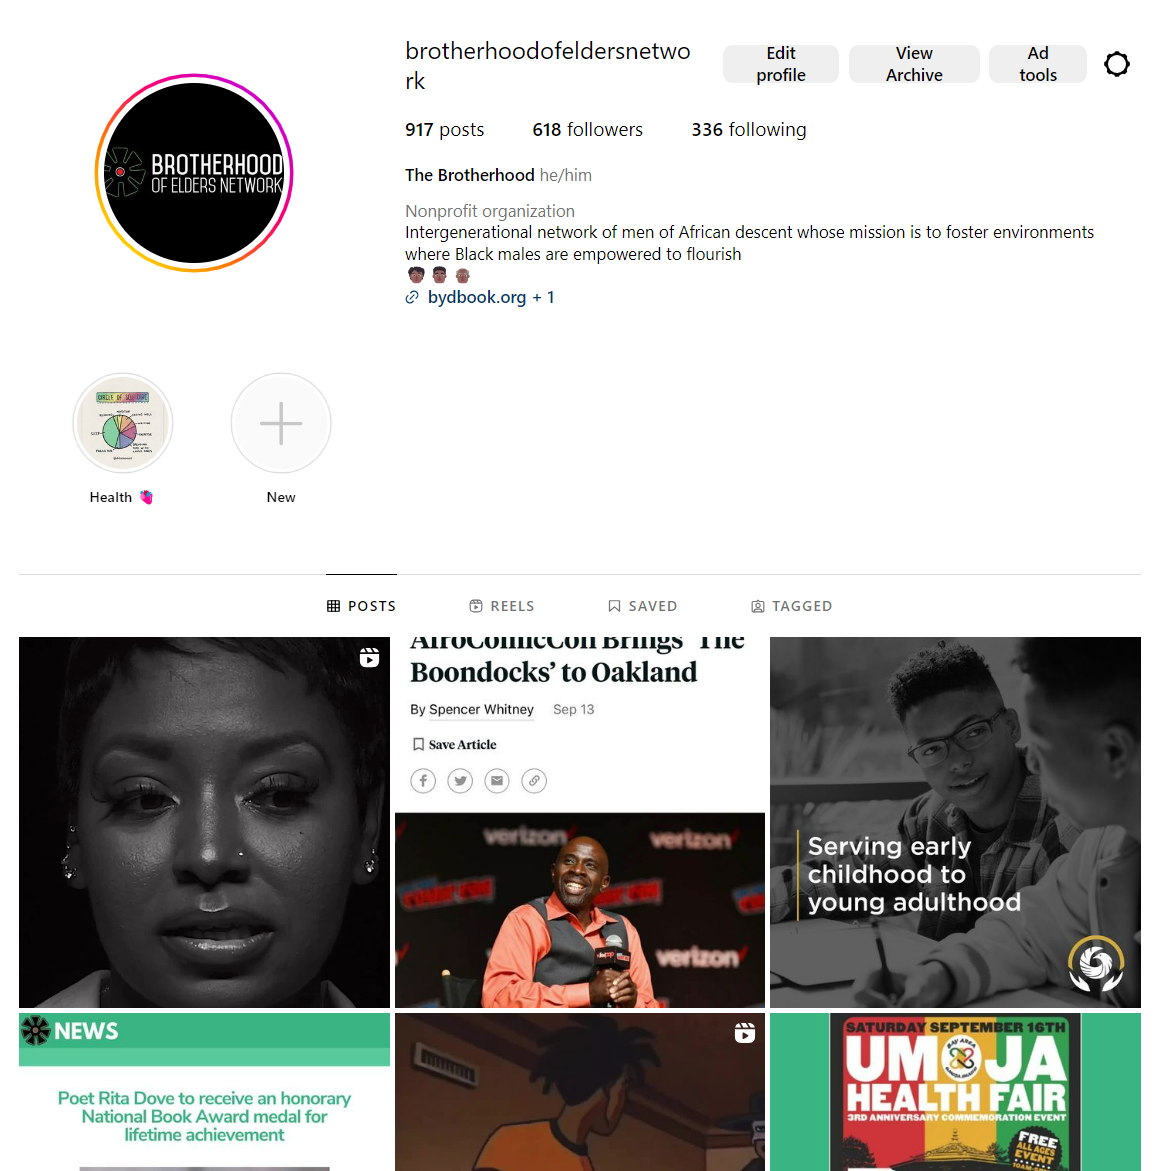 brotherhoodofeldersnetwo
rk
Edit
profile
View
Archive
Ad
tools
917 posts
618 followers
336 following
The Brotherhood he/him
Nonprofit organization
Intergenerational network of men of African descent whose mission is to foster environments
where Black males are empowered to flourish
bydbook.org + 1
BROTHERHOOD
OF ELDERS NETWORK
Health
New
POSTS
REELS
SAVED
TAGGED
AfroComicCon Brings 'The
Boondocks' to Oakland
By Spencer Whitney
Sep 13
Save Article
verizon
verizon
verizon
Serving early
childhood to
young adulthood
NEWS
Poet Rita Dove to receive an honorary
National Book Award medal for
lifetime achievement
SATURDAY SEPTEMBER 16TH
UMOJA
HEALTH FAIR
3RD ANNIVERSARY COMMEMORATION EVENT
FREE
ALL AGES
EVENT